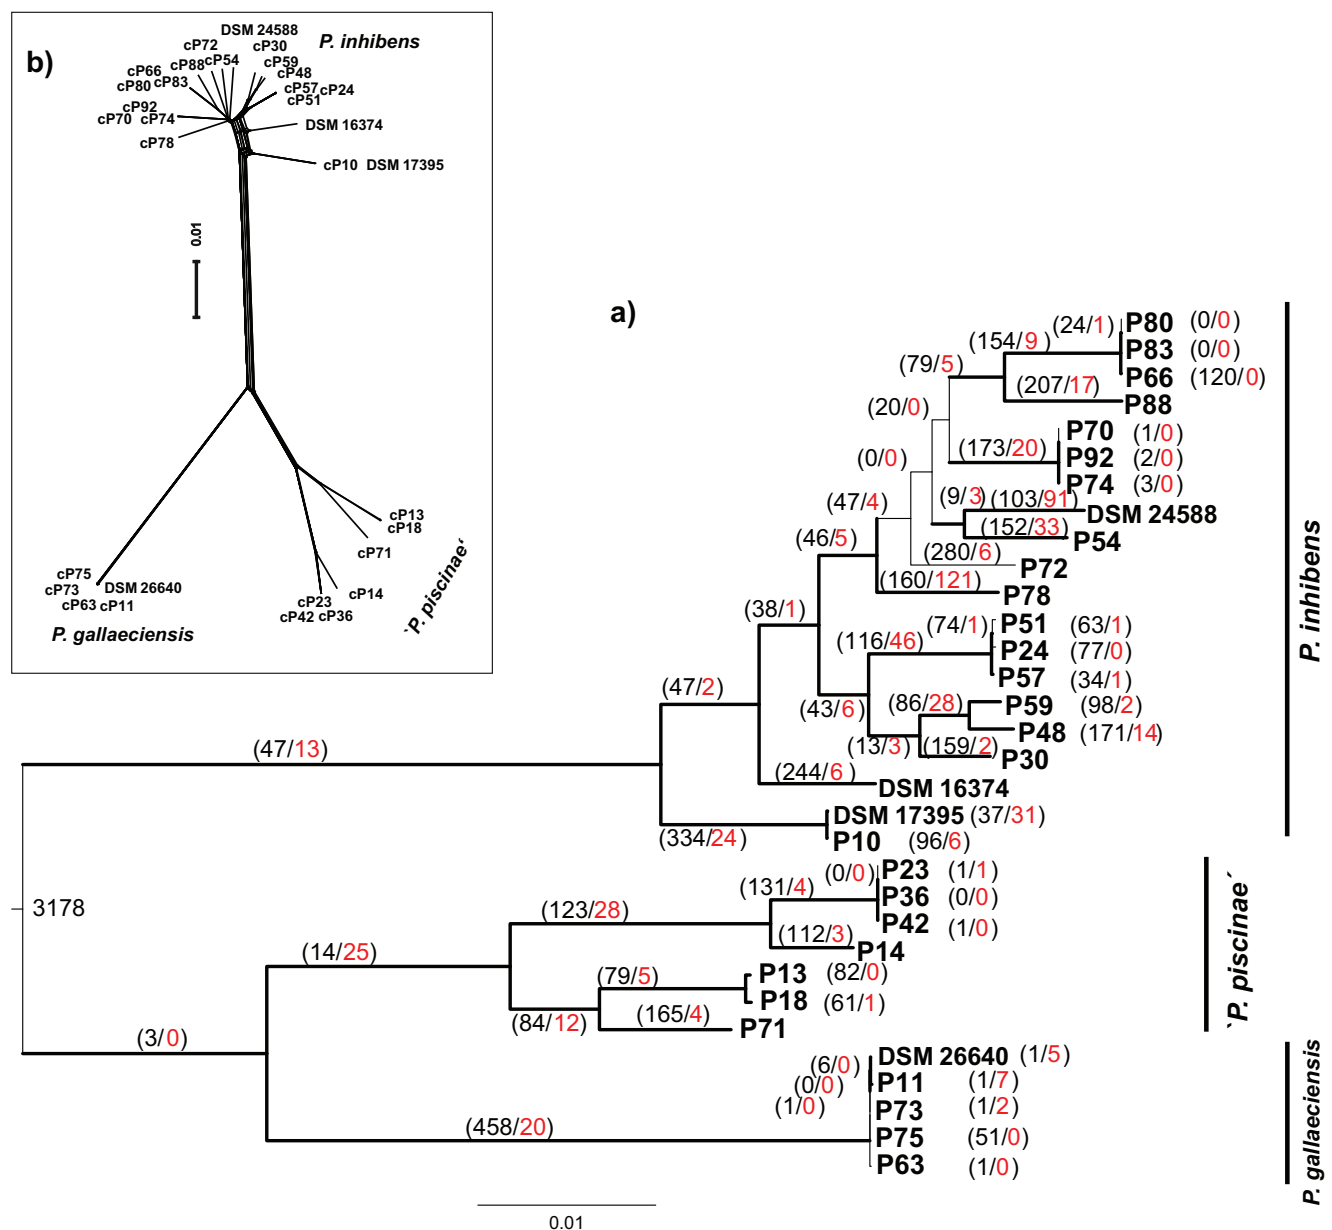 b)
DSM 24588
P. inhibens
cP72
cP30
cP88
cP54
cP59
cP66
cP48
cP80
cP83
cP57
cP24
cP51
cP92
cP70
cP74
DSM 16374
cP78
cP10 DSM 17395
0.01
cP13
cP18
cP71
cP75
cP73
DSM 26640
cP63
cP11
cP14
cP23
cP42
cP36
P. gallaeciensis
`P. piscinae´
a)
(24/1) P80 (0/0)
(154/9) P83 (0/0)
(79/5) P66 (120/0)
(207/17) P88
(20/0)
P70 (1/0)
(173/20) P92 (2/0)
(0/0) P74 (3/0)
(47/4) (9/3) (103/91) DSM 24588
(46/5) (152/33) P54
(280/6) P72
(160/121) P78
(38/1) (74/1) P51 (63/1)
(116/46) P24 (77/0)
P57 (34/1)
(47/2) (43/6) (86/28) P59 (98/2)
P48 (171/14)
(47/13) (13/3) (159/2) P30
(244/6) DSM 16374
DSM 17395 (37/31)
(334/24) P10 (96/6)
P. inhibens
(0/0) P23 (1/1)
(131/4) P36 (0/0)
3178 (123/28) P42 (1/0)
(112/3) P14
(14/25) (79/5) P13 (82/0)
P18 (61/1)
(84/12) (165/4) P71
`P. piscinae´
(3/0) (6/0) DSM 26640 (1/5)
(0/0) P11 (1/7)
(1/0) P73 (1/2)
(458/20) P75 (51/0)
P63 (1/0)
P. gallaeciensis
0.01